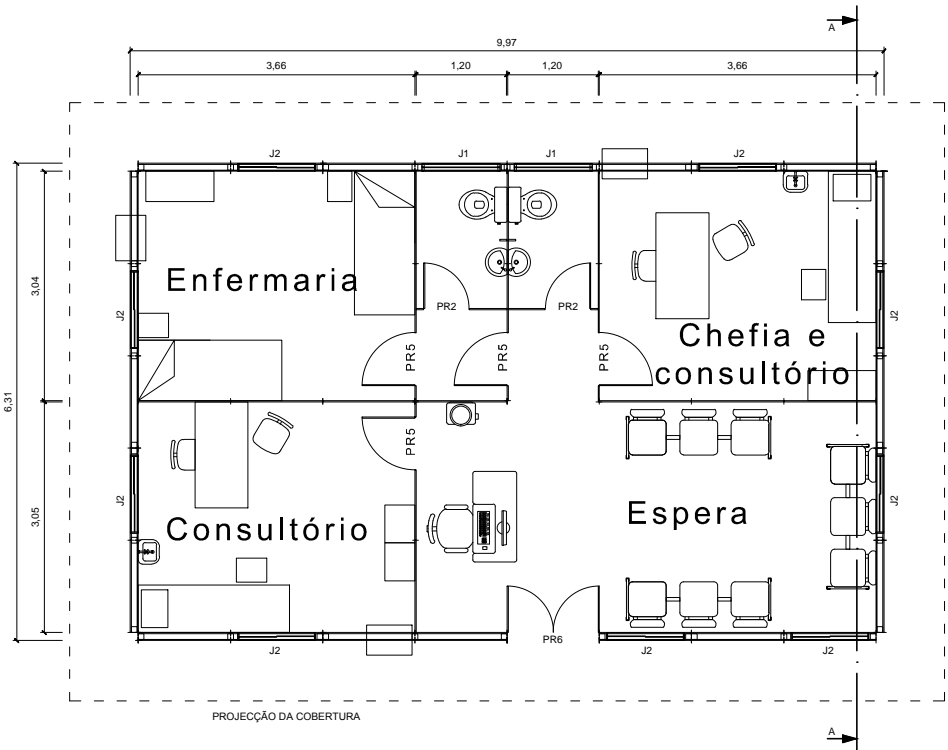 A
9,97
3,66
1,20
1,20
3,66
J2
J1
J1
J2
Enfermaria
3,04
J2
PR2
PR2
J2
Chefia e
consultório
PR5
PR5
PR5
6,31
PR5
3,05
J2
Consultório
Espera
J2
J2
PR6
J2
J2
PROJECÇÃO DA COBERTURA
A